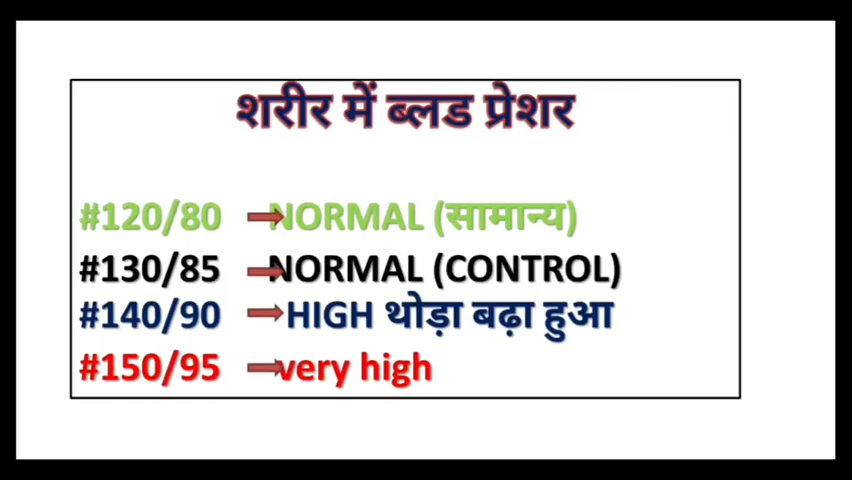 शरीर में ब्लड प्रेशर
#120/80 → NORMAL (सामान्य)
#130/85 → NORMAL (CONTROL)
#140/90 → HIGH थोड़ा बढ़ा हुआ
#150/95 → very high